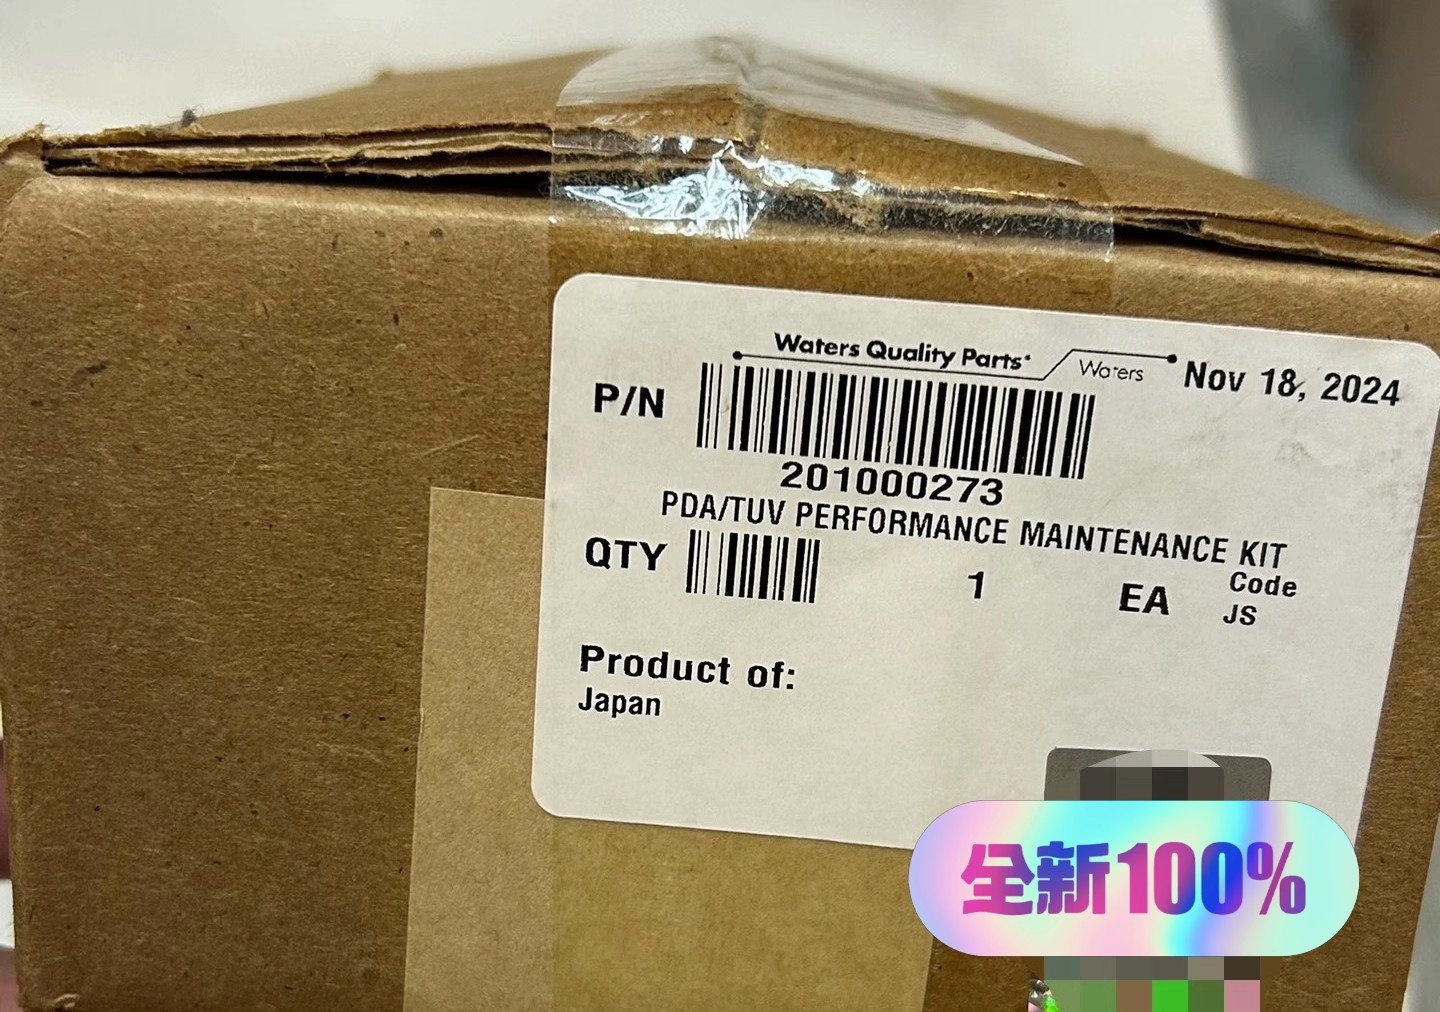 Waters Quality Parts
Waters
Nov 18, 2024
P/N
201000273
PDA/TUV PERFORMANCE MAINTENANCE KIT
QTY 1 EA Code
JS
Product of:
Japan
全新100%